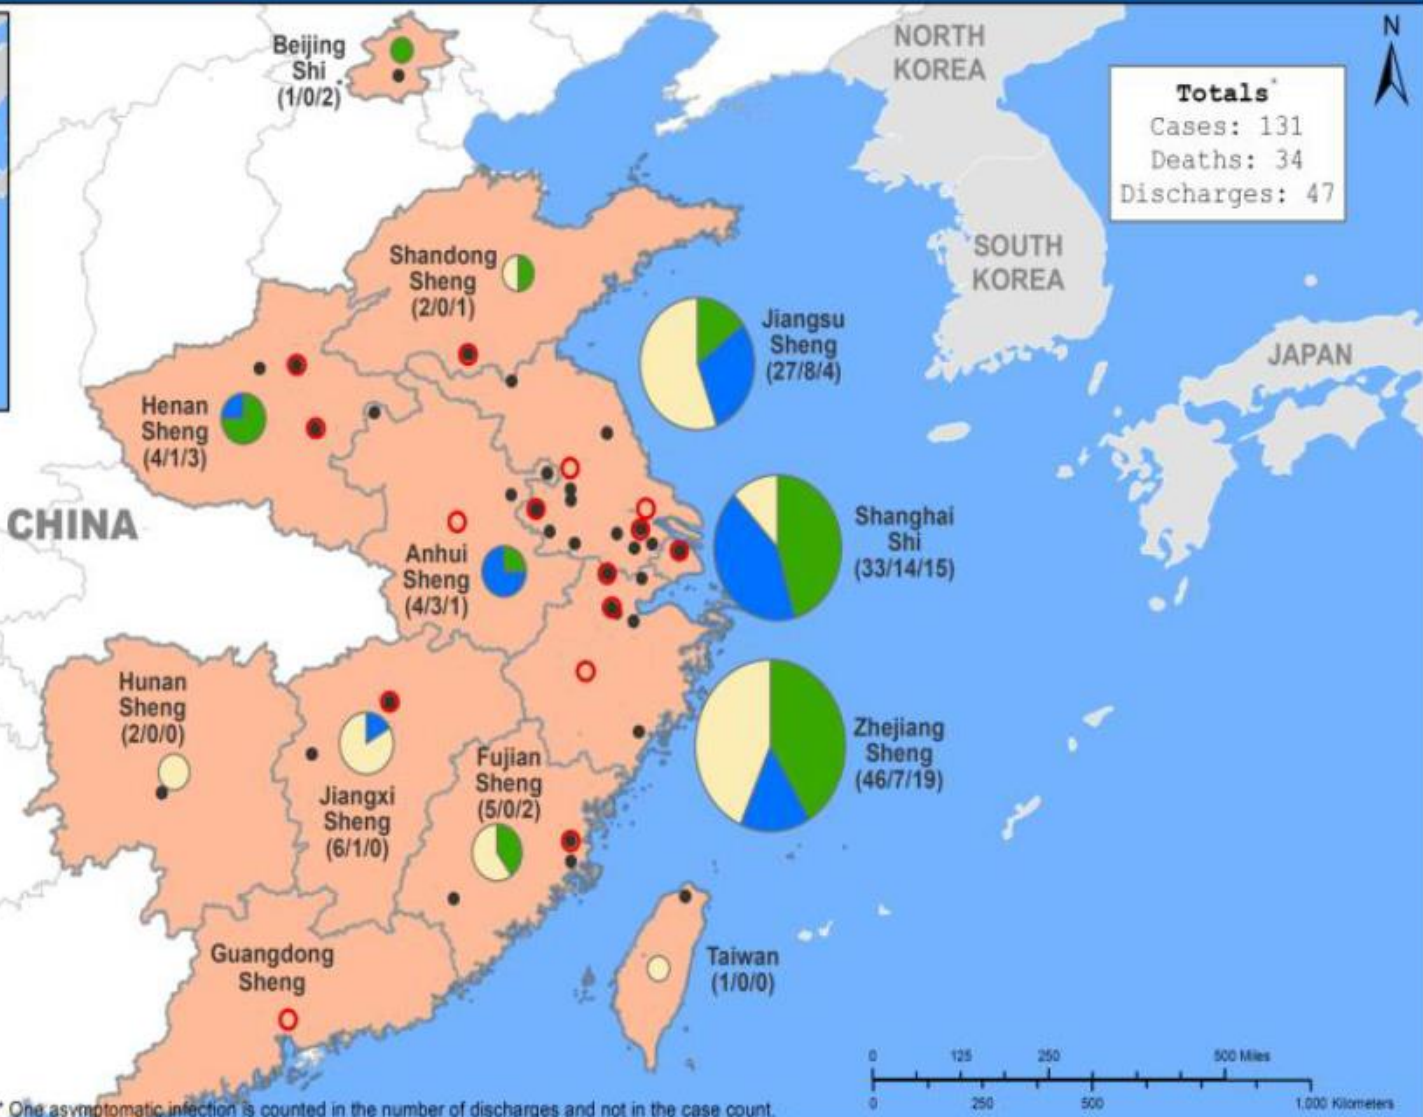 Beijing
Shi *
(1/0/2)
NORTH
KOREA
N
Totals*
Cases: 131
Deaths: 34
Discharges: 47
Shandong
Sheng
(2/0/1)
SOUTH
KOREA
Jiangsu
Sheng
(27/8/4)
JAPAN
Henan
Sheng
(4/1/3)
CHINA
Shanghai
Shi
(33/14/15)
Anhui
Sheng
(4/3/1)
Hunan
Sheng
(2/0/0)
Zhejiang
Sheng
(46/7/19)
Fujian
Sheng
(5/0/2)
Jiangxi
Sheng
(6/1/0)
Guangdong
Sheng
Taiwan
(1/0/0)
0 125 250 500 Miles
0 250 500 1,000 Kilometers
* One asymptomatic infection is counted in the number of discharges and not in the case count.